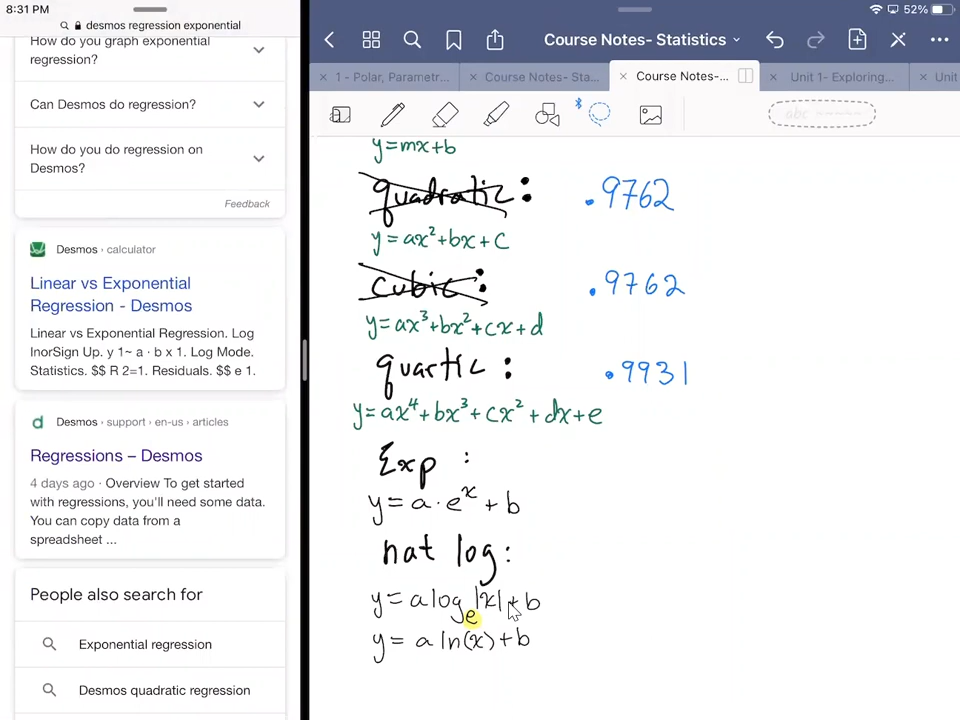 8:31 PM
52%
desmos regression exponential
How do you graph exponential
regression?
Can Desmos do regression?
How do you do regression on
Desmos?
Feedback
Desmos › calculator
Linear vs Exponential
Regression - Desmos
Linear vs Exponential Regression. Log
InorSign Up. y 1~ a · b x 1. Log Mode.
Statistics. $$ R 2=1. Residuals. $$ e 1.
d
Desmos › support › en-us › articles
Regressions – Desmos
4 days ago · Overview To get started
with regressions, you'll need some data.
You can copy data from a
spreadsheet ...
People also search for
Exponential regression
Desmos quadratic regression
Course Notes- Statistics
1 - Polar, Parametr...
Course Notes- Sta...
Course Notes-...
Unit 1- Exploring...
Unit
abc
y=mx+b
quadratic: .9762
y=ax²+bx+c
cubic: .9762
y=ax³+bx²+cx+d
quartic: .9931
y=ax⁴+bx³+cx²+dx+e
Exp :
y=a·eˣ+b
nat log:
y=a logₑ|x|+b
y= a ln(x)+b